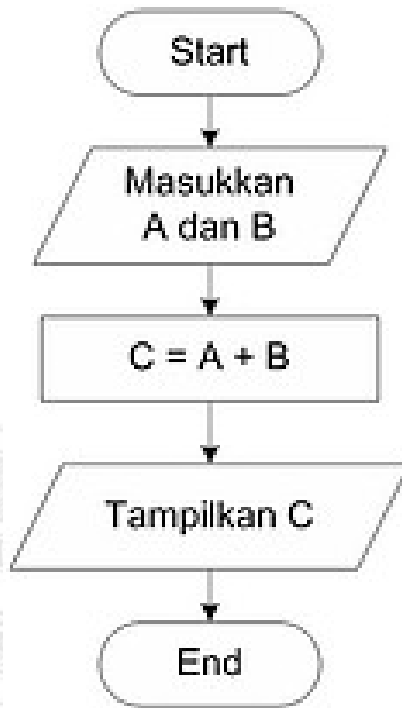 Start
Masukkan
A dan B
C = A + B
Tampilkan C
End